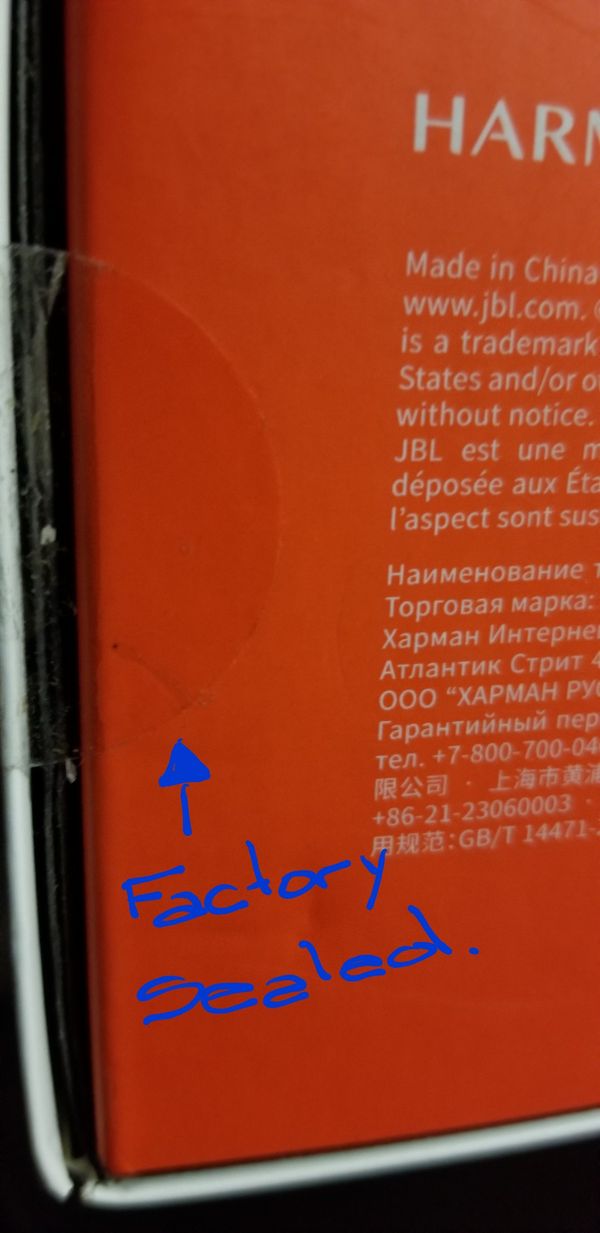 HARM
Made in China
www.jbl.com.
is a trademark
States and/or o
without notice.
JBL est une m
déposée aux Éta
l'aspect sont sus
Наименование т
Торговая марка:
Харман Интерне
Атлантик Стрит 4
ООО “ХАРМАН РУС
Гарантийный пер
тел. +7-800-700-04
限公司 · 上海市黄浦
+86-21-23060003 ·
用规范:GB/T 14471-
Factory
Sealed.